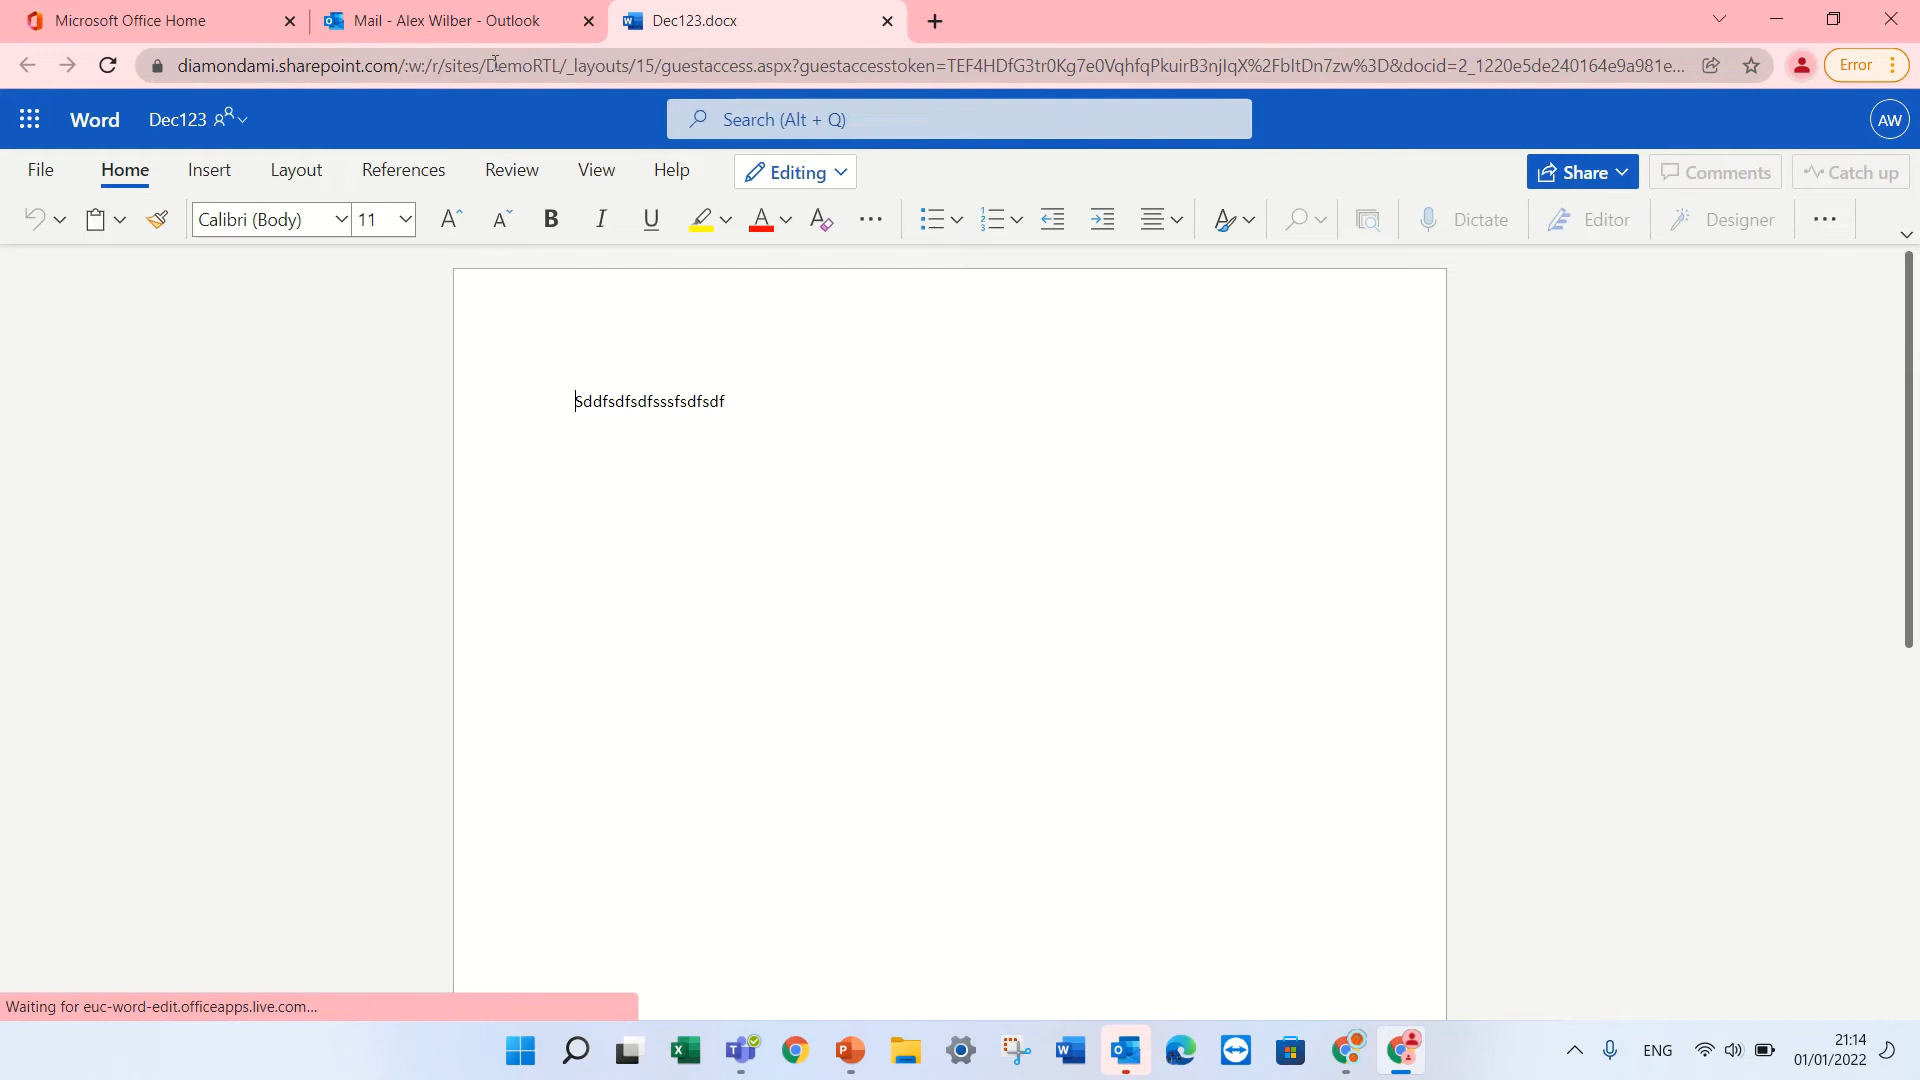 Microsoft Office Home
Mail - Alex Wilber - Outlook
Dec123.docx
diamondami.sharepoint.com/:w:/r/sites/DemoRTL/_layouts/15/guestaccess.aspx?guestaccesstoken=TEF4HDfG3tr0Kg7e0VqhfqPkuirB3njIqX%2FbItDn7zw%3D&docid=2_1220e5de240164e9a981e...
Error
Word
Dec123
Search (Alt + Q)
AW
File
Home
Insert
Layout
References
Review
View
Help
Editing
Share
Comments
Catch up
Calibri (Body)
11
Dictate
Editor
Designer
Sddfsdfsdfsssfsdfsdf
Waiting for euc-word-edit.officeapps.live.com...
ENG
21:14
01/01/2022